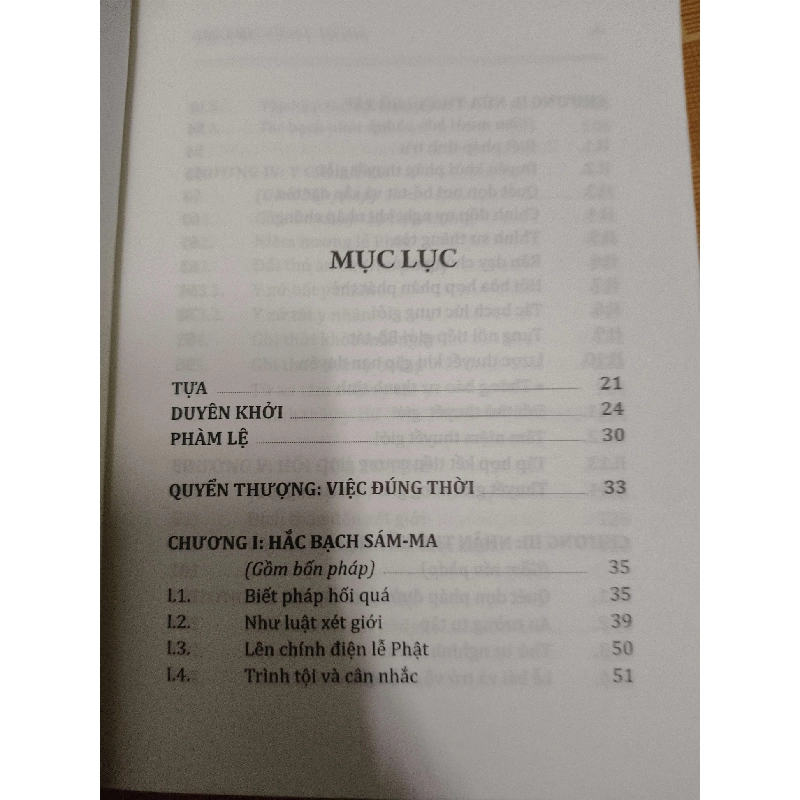 MỤC LỤC
TỰA 21
DUYÊN KHỞI 24
PHÀM LỆ 30
QUYỂN THƯỢNG: VIỆC ĐÚNG THỜI 33
CHƯƠNG I: HẮC BẠCH SÁM-MA
(Gồm bốn pháp) 35
I.1. Biết pháp hối quá 35
I.2. Như luật xét giới 39
I.3. Lên chính điện lễ Phật 50
I.4. Trình tội và cân nhắc 51